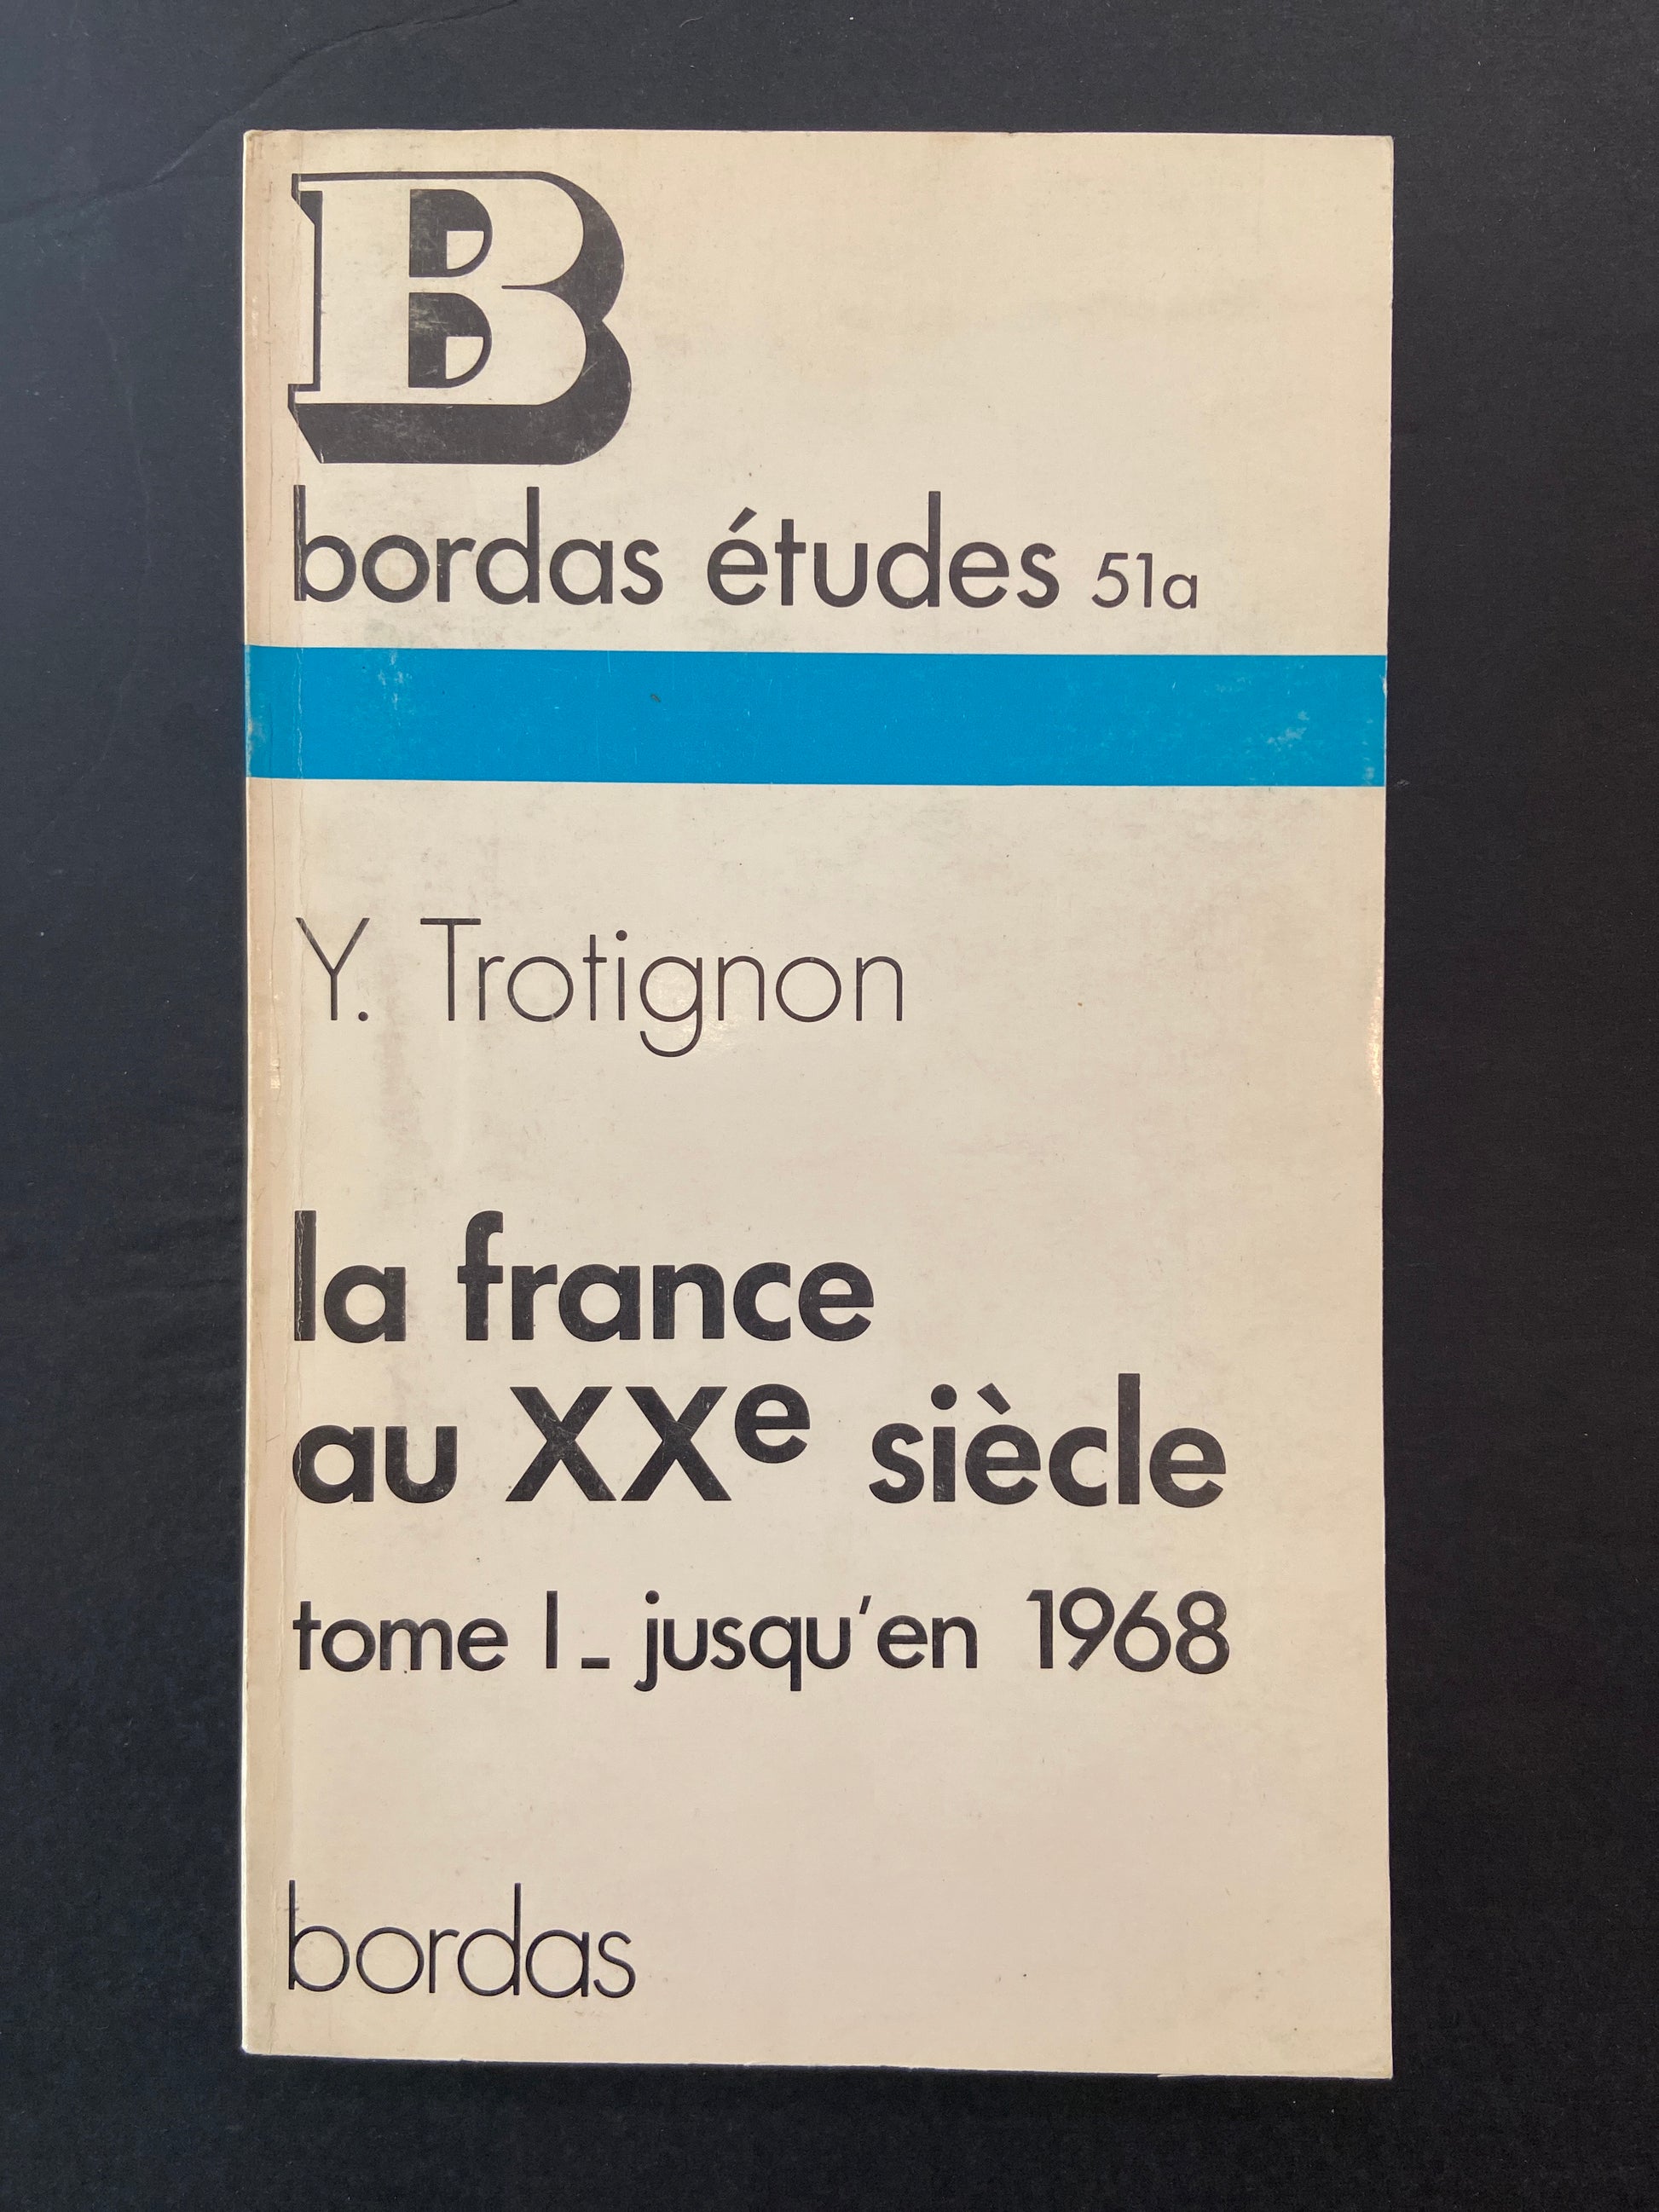 B
bordas études 51a
Y. Trotignon
la france
au XXe siècle
tome I_ jusqu'en 1968
bordas